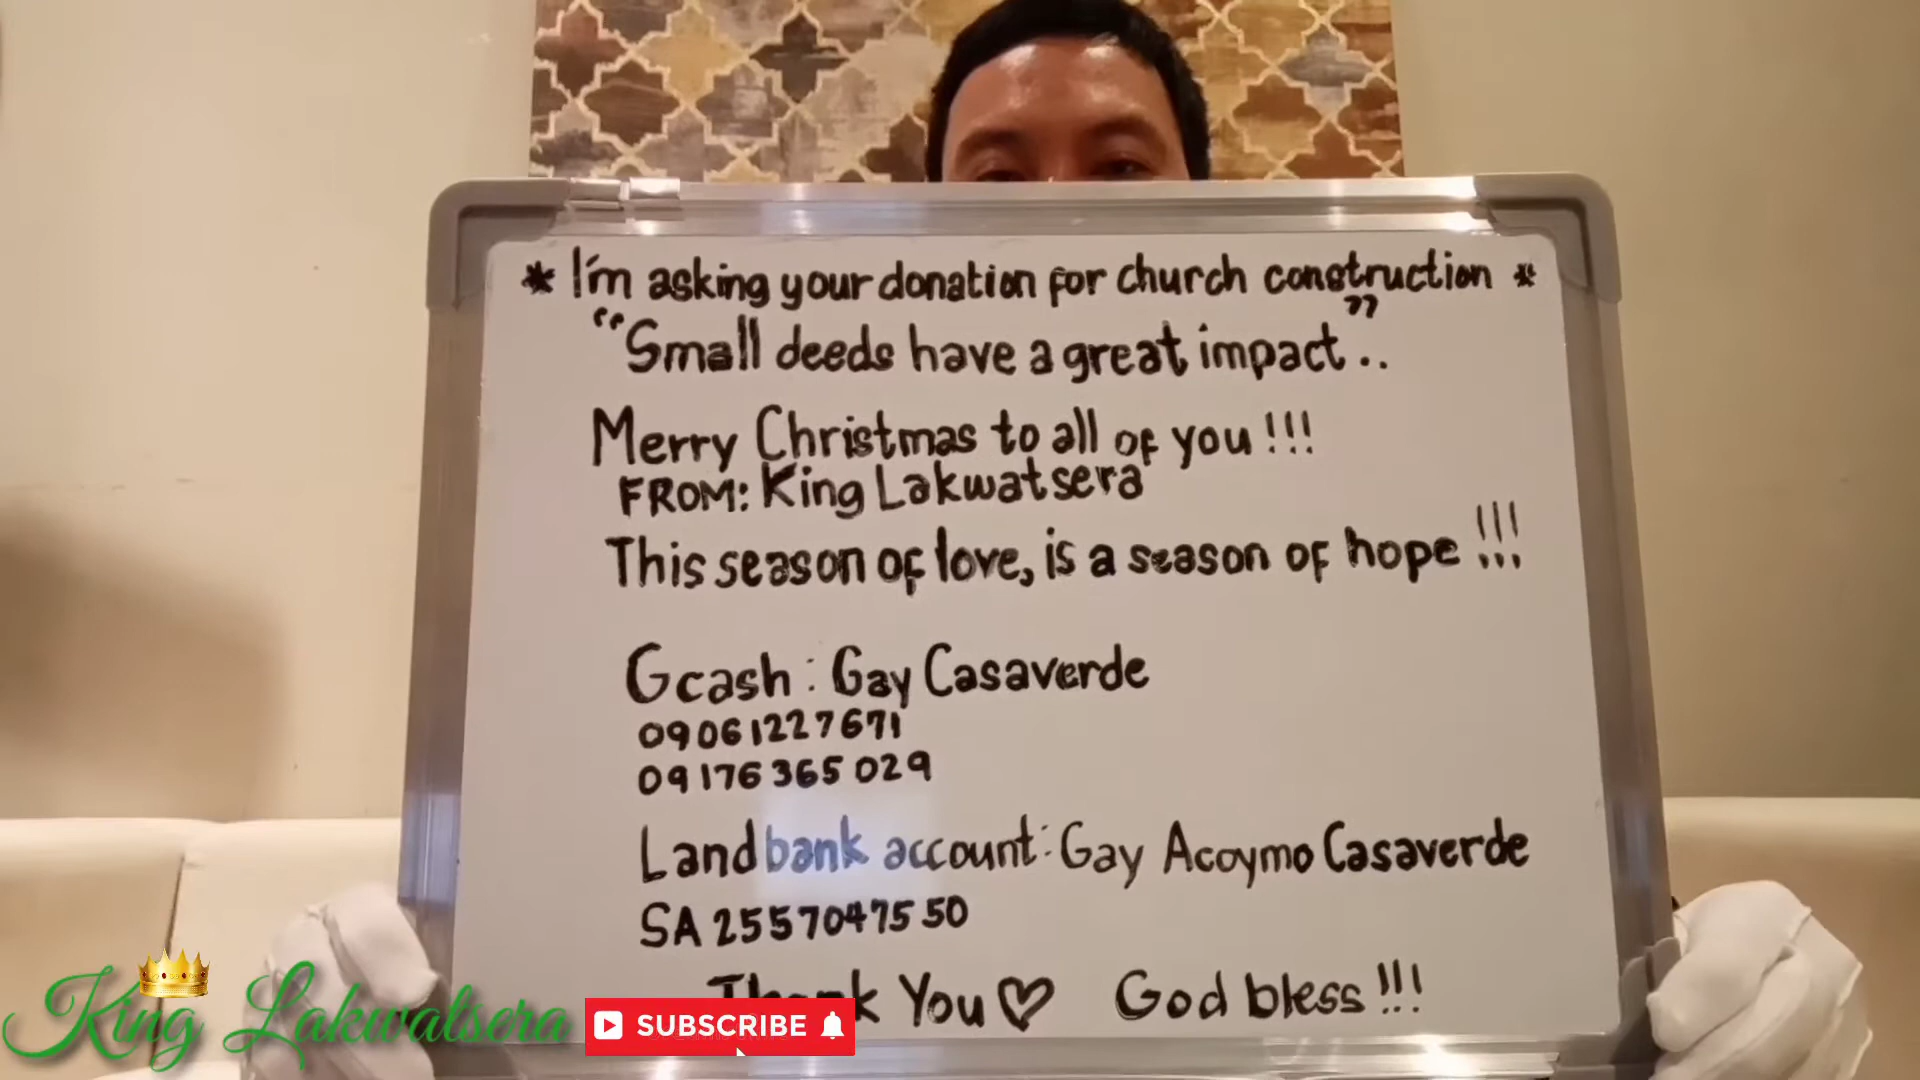 * I'm asking your donation for church construction *
"Small deeds have a great impact"..
Merry Christmas to all of you!!!
FROM: King Lakwatsera
This season of love, is a season of hope!!!
Gcash: Gay Casaverde
09061227671
09176365029
Landbank account: Gay Acoymo Casaverde
SA 2557047550
Thank You ♡ God bless!!!
King Lakwatsera
SUBSCRIBE